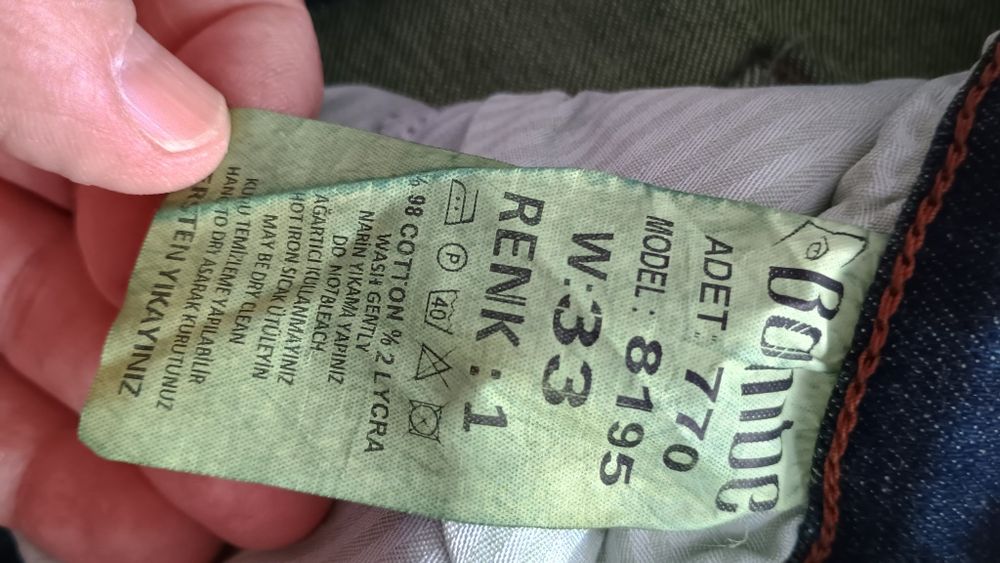 ADET : 770
MODEL : 8195
W:33
RENK : 1
P
40
% 98 COTTON % 2 LYCRA
WASH GENTLY
NARIN YIKAMA YAPINIZ
DO NOT BLEACH
AĞARTICI KULLANMAYINIZ
HOT IRON SICAK ÜTÜLEYİN
MAY BE DRY CLEAN
KURU TEMİZLEME YAPILABİLİR
HANG TO DRY ASARAK KURUTUNUZ
TERSTEN YIKAYINIZ